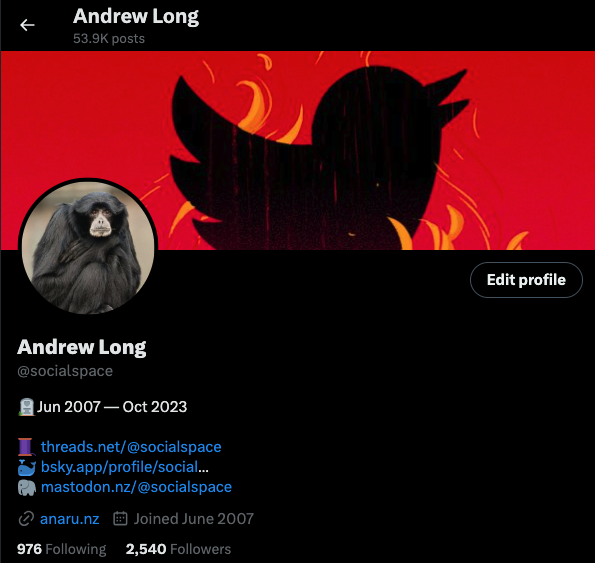 Andrew Long
53.9K posts
Edit profile
Andrew Long
@socialspace
🪦Jun 2007 — Oct 2023
🧵 threads.net/@socialspace
🐳 bsky.app/profile/social…
🐘 mastodon.nz/@socialspace
anaru.nz Joined June 2007
976 Following 2,540 Followers